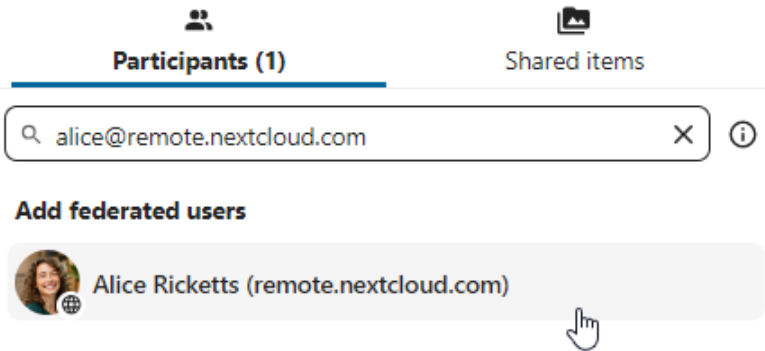 Participants (1)
Shared items
alice@remote.nextcloud.com
Add federated users
Alice Ricketts (remote.nextcloud.com)